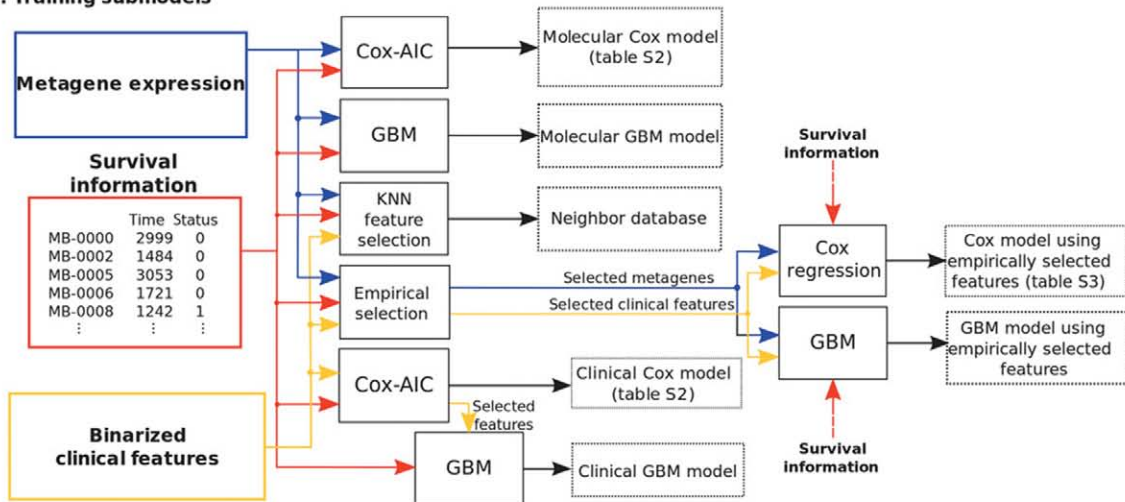 Training submodels
Metagene expression
Survival
information
Time Status
MB-0000 2999 0
MB-0002 1484 0
MB-0005 3053 0
MB-0006 1721 0
MB-0008 1242 1
⋮ ⋮ ⋮
Binarized
clinical features
Cox-AIC
Molecular Cox model
(table S2)
GBM
Molecular GBM model
KNN
feature
selection
Neighbor database
Empirical
selection
Selected metagenes
Selected clinical features
Cox-AIC
Clinical Cox model
(table S2)
Selected
features
GBM
Clinical GBM model
Survival
information
Cox
regression
Cox model using
empirically selected
features (table S3)
GBM
GBM model using
empirically selected
features
Survival
information